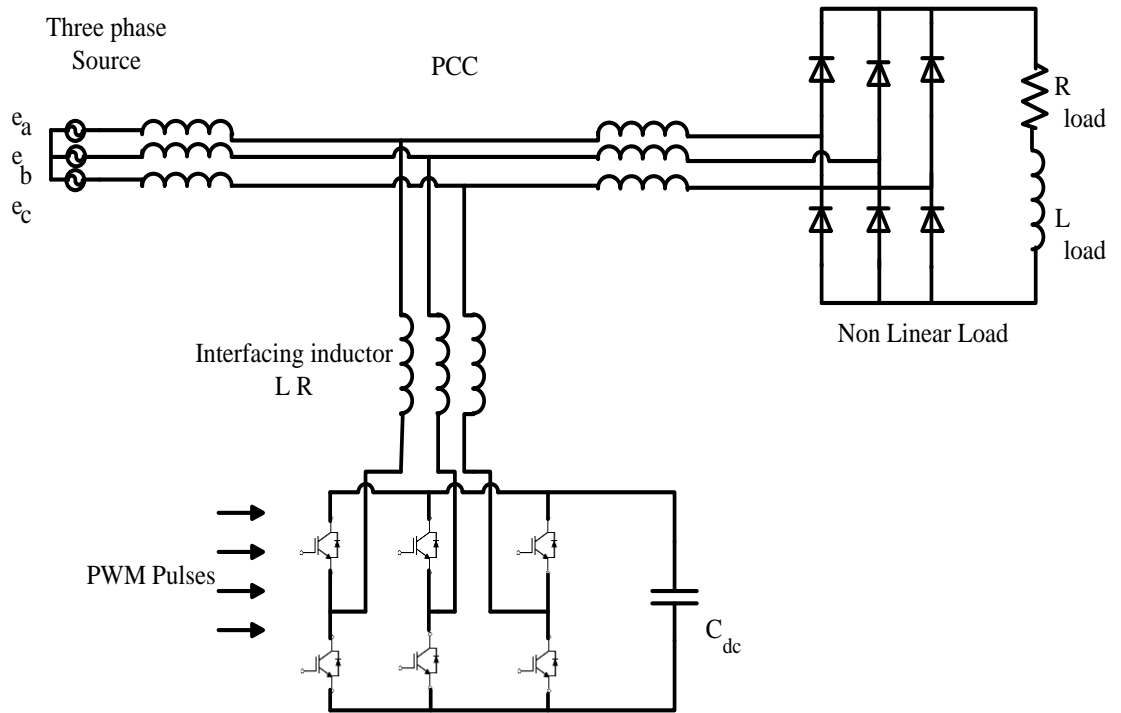 Three phase
Source
PCC
e a
e b
e c
R load
L load
Non Linear Load
Interfacing inductor
L R
PWM Pulses
C dc